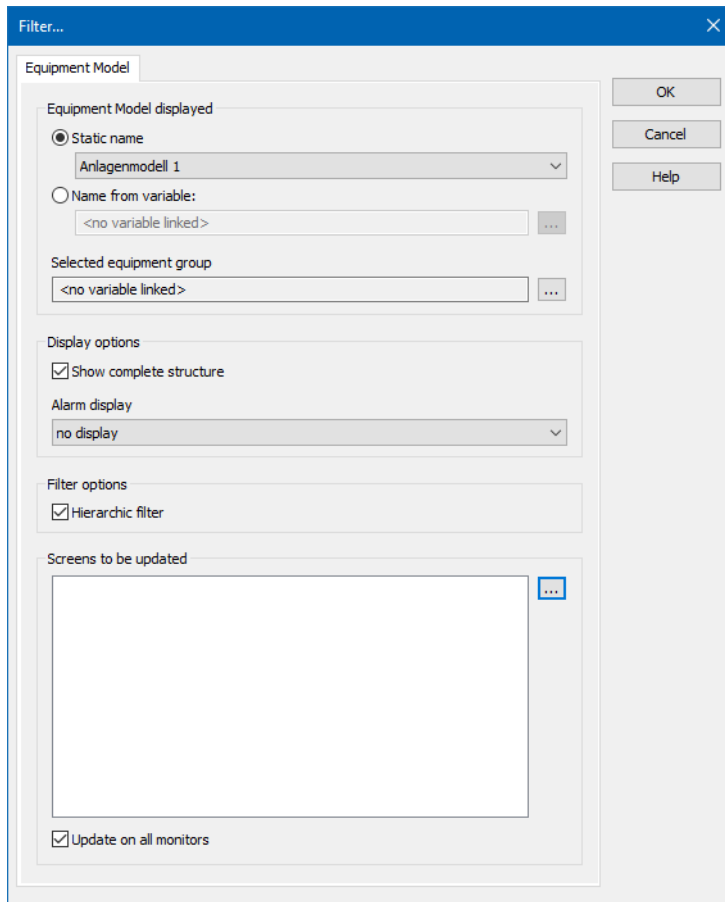 Filter...
Equipment Model
OK
Equipment Model displayed
Static name
Cancel
Anlagenmodell 1
Help
Name from variable:
<no variable linked>
...
Selected equipment group
<no variable linked>
...
Display options
Show complete structure
Alarm display
no display
Filter options
Hierarchic filter
Screens to be updated
...
Update on all monitors